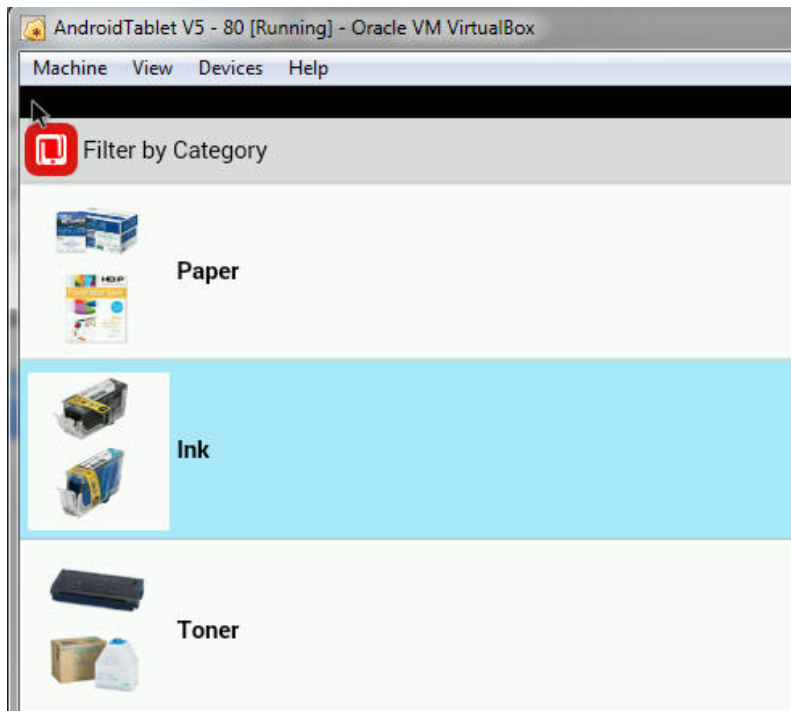 AndroidTablet V5 - 80 [Running] - Oracle VM VirtualBox
Machine View Devices Help
Filter by Category
Paper
Ink
Toner